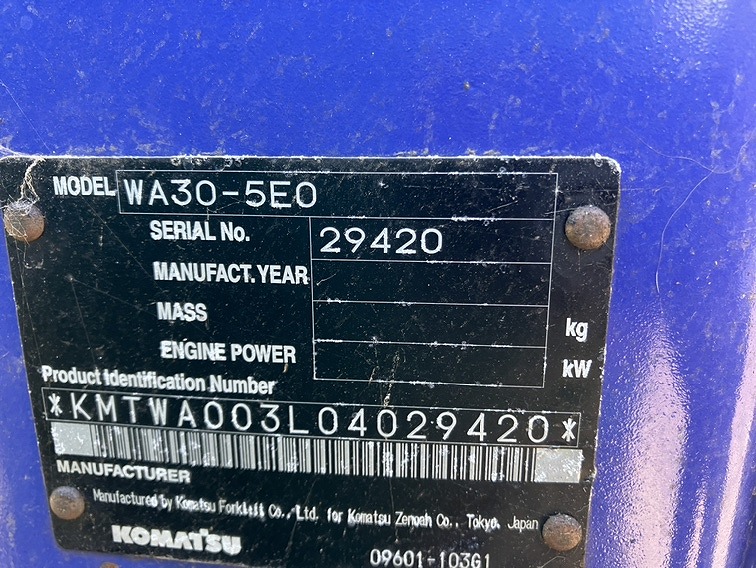 MODEL WA30-5E0
SERIAL No. 29420
MANUFACT. YEAR
MASS kg
ENGINE POWER kW
Product Identification Number
*KMTWA003L04029420*
MANUFACTURER
Manufactured by Komatsu Forklift Co., Ltd. for Komatsu Zenoah Co., Tokyo, Japan
KOMATSU 09601-103G1